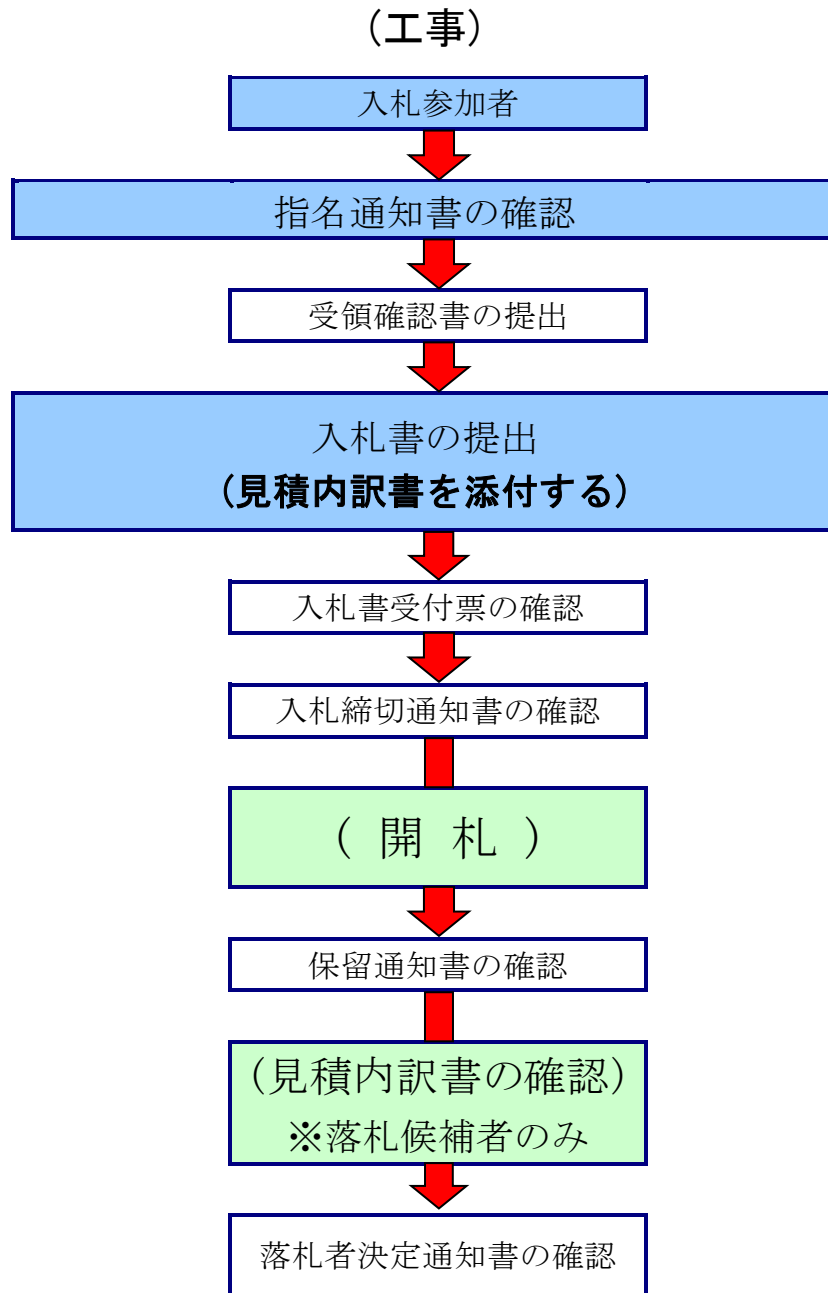 (工事)
入札参加者
指名通知書の確認
受領確認書の提出
入札書の提出
(見積内訳書を添付する)
入札書受付票の確認
入札締切通知書の確認
( 開 札 )
保留通知書の確認
(見積内訳書の確認)
※落札候補者のみ
落札者決定通知書の確認